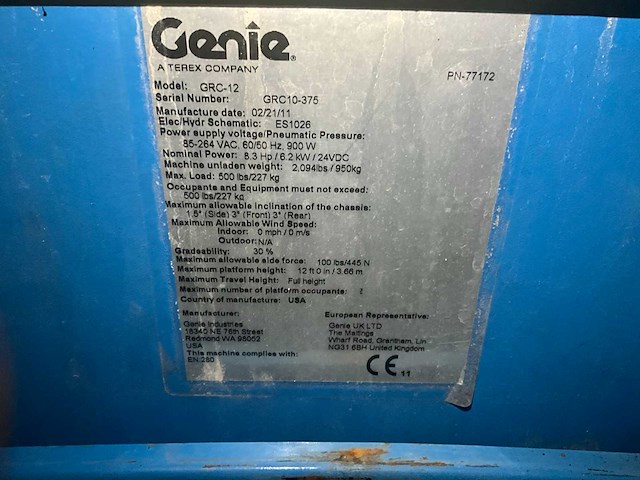 Genie®
A TEREX COMPANY
PN-77172
Model: GRC-12
Serial Number: GRC10-375
Manufacture date: 02/21/11
Elec/Hydr Schematic: ES1026
Power supply voltage/Pneumatic Pressure:
85-264 VAC, 60/50 Hz, 900 W
Nominal Power: 8.3 Hp / 6.2 kW / 24VDC
Machine unladen weight: 2,094lbs / 950kg
Max. Load: 500 lbs/227 kg
Occupants and Equipment must not exceed:
500 lbs/227 kg
Maximum allowable inclination of the chassis:
1.5° (Side) 3° (Front) 3° (Rear)
Maximum Allowable Wind Speed:
Indoor: 0 mph / 0 m/s
Outdoor: N/A
Gradeability: 30 %
Maximum allowable side force: 100 lbs/445 N
Maximum platform height: 12 ft 0 in / 3.66 m
Maximum Travel Height: Full height
Maximum number of platform occupants:
Country of manufacture: USA
Manufacturer:
Genie Industries
18340 NE 76th Street
Redmond WA 98052
USA
This machine complies with:
EN 280
European Representative:
Genie UK LTD
The Maltings
Wharf Road, Grantham, Lin
NG31 6BH United Kingdom
CE 11